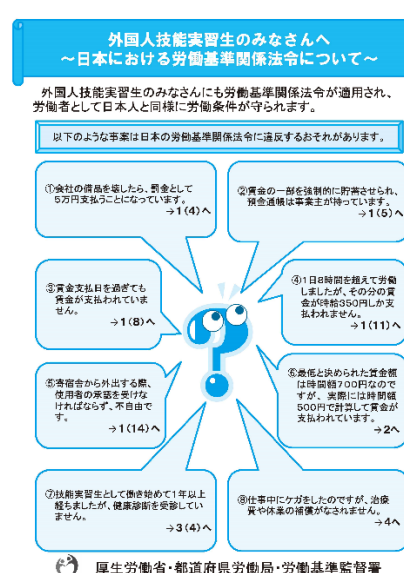 外国人技能実習生のみなさんへ
～日本における労働基準関係法令について～
外国人技能実習生のみなさんにも労働基準関係法令が適用され、
労働者として日本人と同様に労働条件が守られます。
以下のような事案は日本の労働基準関係法令に違反するおそれがあります。
①会社の備品を壊したら、罰金として
5万円支払うことになっています。
→1(4)へ
②賃金の一部を強制的に貯蓄させられ、
預金通帳は事業主が持っています。
→1(5)へ
③賃金支払日を過ぎても
賃金が支払われていま
せん。
→1(8)へ
④1日8時間を超えて労働
しましたが、その分の賃
金が時給350円しか支
払われません。
→1(11)へ
⑤寄宿舎から外出する際、
使用者の承認を受けな
ければならず、不自由で
す。
→1(14)へ
⑥最低と決められた賃金額
は時間額700円なので
すが、実際には時間額
500円で計算して賃金が
支払われています。
→2へ
⑦技能実習生として働き始めて1年以上
経ちましたが、健康診断を受診してい
ません。
→3(4)へ
⑧仕事中にケガをしたのですが、治療
費や休業の補償がなされません。
→4へ
厚生労働省・都道府県労働局・労働基準監督署